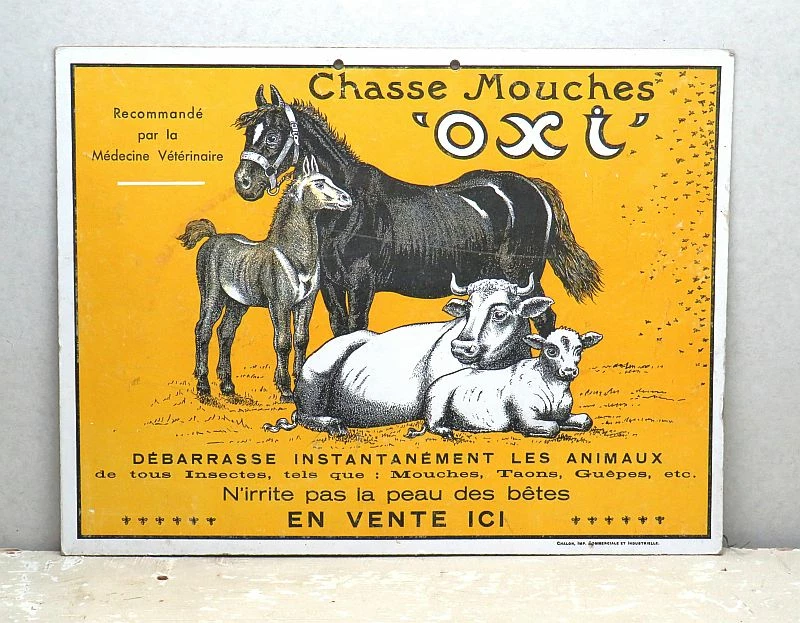 Chasse Mouches
'OXI'
Recommandé
par la
Médecine Vétérinaire
DÉBARRASSE INSTANTANÉMENT LES ANIMAUX
de tous Insectes, tels que : Mouches, Taons, Guêpes, etc.
N'irrite pas la peau des bêtes
EN VENTE ICI
CHALON, IMP. COMMERCIALE ET INDUSTRIELLE.